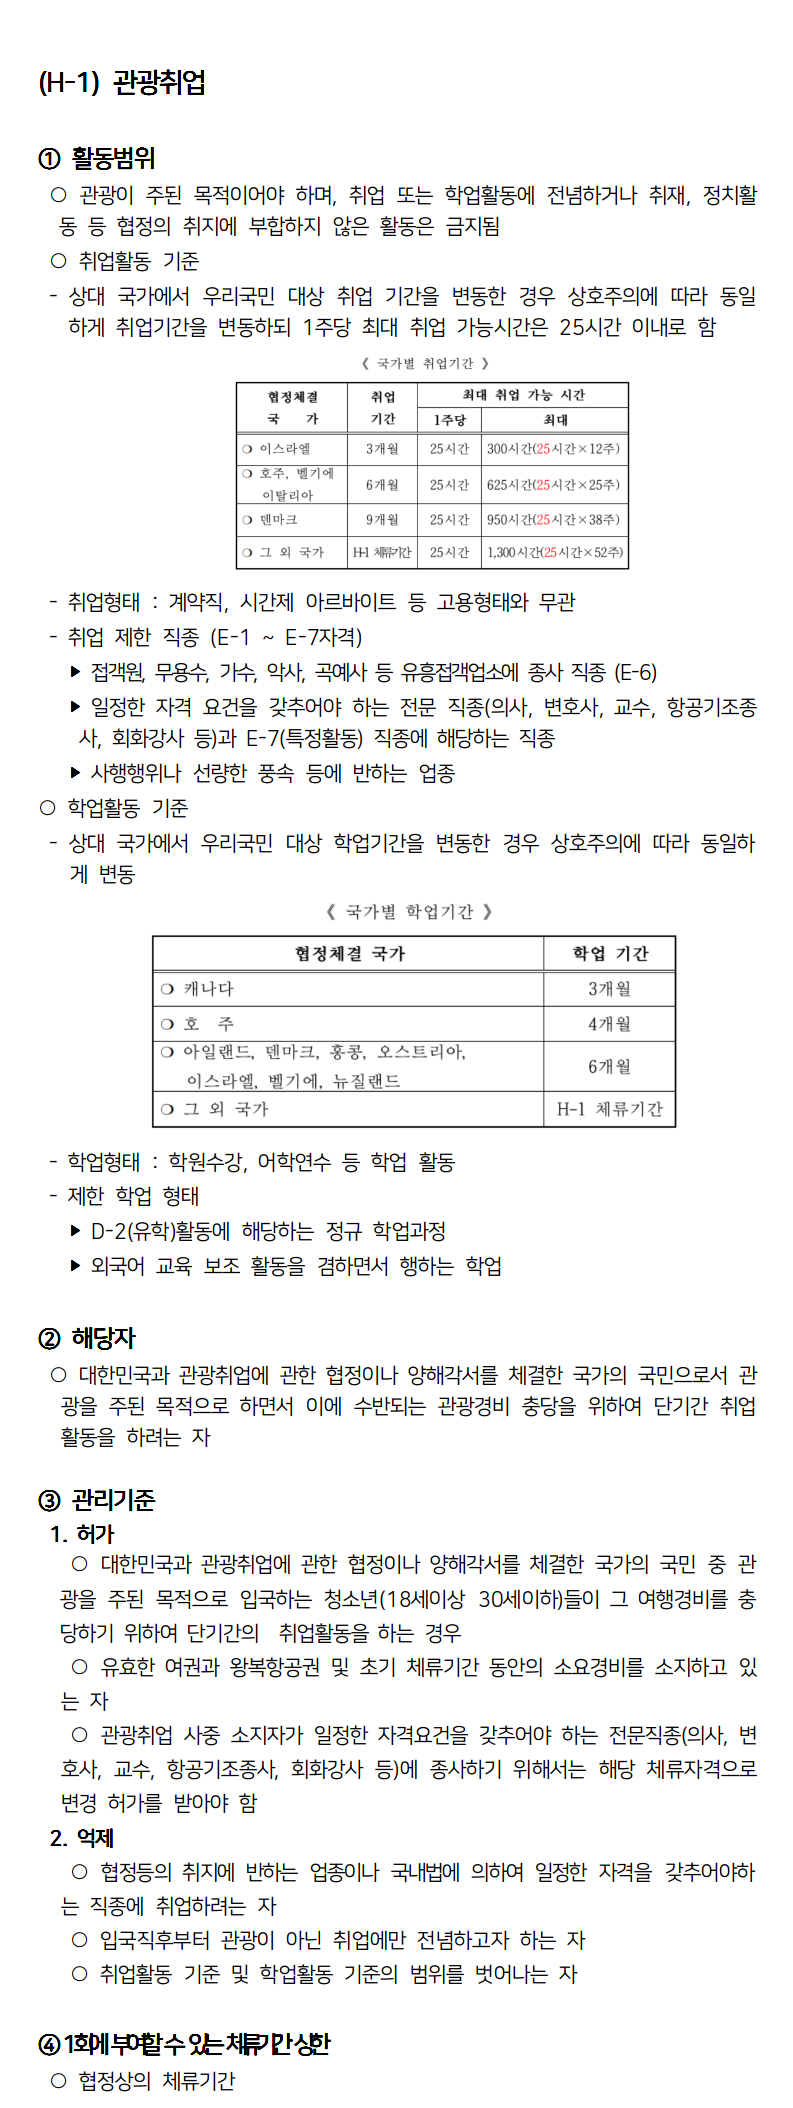 (H-1) 관광취업
① 활동범위
○ 관광이 주된 목적이어야 하며, 취업 또는 학업활동에 전념하거나 취재, 정치활
동 등 협정의 취지에 부합하지 않은 활동은 금지됨
○ 취업활동 기준
- 상대 국가에서 우리국민 대상 취업 기간을 변동한 경우 상호주의에 따라 동일
하게 취업기간을 변동하되 1주당 최대 취업 가능시간은 25시간 이내로 함
《 국가별 취업기간 》
협정체결 국 가 취업 기간 최대 취업 가능 시간
1주당 최대
❍ 이스라엘 3개월 25시간 300시간(25시간×12주)
❍ 호주, 벨기에 이탈리아 6개월 25시간 625시간(25시간×25주)
❍ 덴마크 9개월 25시간 950시간(25시간×38주)
❍ 그 외 국가 H-1 체류기간 25시간 1,300시간(25시간×52주)
- 취업형태 : 계약직, 시간제 아르바이트 등 고용형태와 무관
- 취업 제한 직종 (E-1 ~ E-7자격)
▶ 접객원, 무용수, 가수, 악사, 곡예사 등 유흥접객업소에 종사 직종 (E-6)
▶ 일정한 자격 요건을 갖추어야 하는 전문 직종(의사, 변호사, 교수, 항공기조종
사, 회화강사 등)과 E-7(특정활동) 직종에 해당하는 직종
▶ 사행행위나 선량한 풍속 등에 반하는 업종
○ 학업활동 기준
- 상대 국가에서 우리국민 대상 학업기간을 변동한 경우 상호주의에 따라 동일하
게 변동
《 국가별 학업기간 》
협정체결 국가 학업 기간
❍ 캐나다 3개월
❍ 호 주 4개월
❍ 아일랜드, 덴마크, 홍콩, 오스트리아,
이스라엘, 벨기에, 뉴질랜드 6개월
❍ 그 외 국가 H-1 체류기간
- 학업형태 : 학원수강, 어학연수 등 학업 활동
- 제한 학업 형태
▶ D-2(유학)활동에 해당하는 정규 학업과정
▶ 외국어 교육 보조 활동을 겸하면서 행하는 학업
② 해당자
○ 대한민국과 관광취업에 관한 협정이나 양해각서를 체결한 국가의 국민으로서 관
광을 주된 목적으로 하면서 이에 수반되는 관광경비 충당을 위하여 단기간 취업
활동을 하려는 자
③ 관리기준
1. 허가
○ 대한민국과 관광취업에 관한 협정이나 양해각서를 체결한 국가의 국민 중 관
광을 주된 목적으로 입국하는 청소년(18세이상 30세이하)들이 그 여행경비를 충
당하기 위하여 단기간의 취업활동을 하는 경우
○ 유효한 여권과 왕복항공권 및 초기 체류기간 동안의 소요경비를 소지하고 있
는 자
○ 관광취업 사중 소지자가 일정한 자격요건을 갖추어야 하는 전문직종(의사, 변
호사, 교수, 항공기조종사, 회화강사 등)에 종사하기 위해서는 해당 체류자격으로
변경 허가를 받아야 함
2. 억제
○ 협정등의 취지에 반하는 업종이나 국내법에 의하여 일정한 자격을 갖추어야하
는 직종에 취업하려는 자
○ 입국직후부터 관광이 아닌 취업에만 전념하고자 하는 자
○ 취업활동 기준 및 학업활동 기준의 범위를 벗어나는 자
④ 1회에 부여할 수 있는 체류기간 상한
○ 협정상의 체류기간